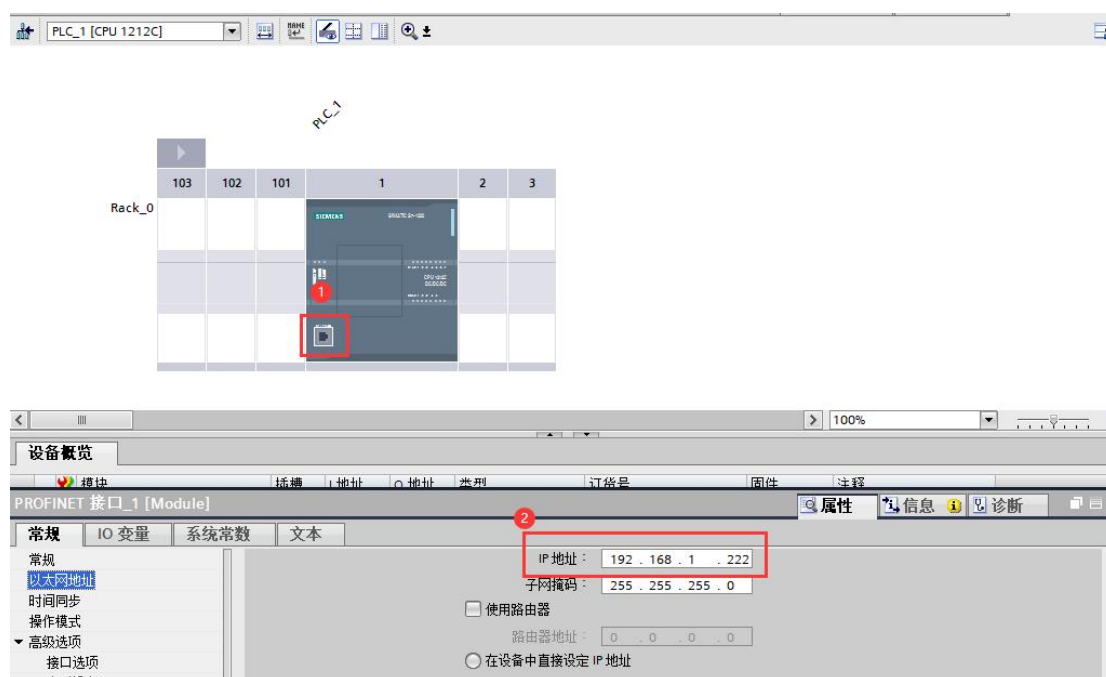 PLC_1 [CPU 1212C]
PLC_1
103 102 101 1 2 3
Rack_0
SIEMENS
1
100%
设备概览
模块 插槽 I 地址 Q 地址 类型 订货号 固件 注释
PROFINET 接口_1 [Module] 属性 信息 诊断
2
常规 IO 变量 系统常数 文本
常规
IP 地址： 192 . 168 . 1 . 222
以太网地址
子网掩码： 255 . 255 . 255 . 0
时间同步
使用路由器
操作模式
路由器地址： 0 . 0 . 0 . 0
高级选项
接口选项
在设备中直接设定 IP 地址